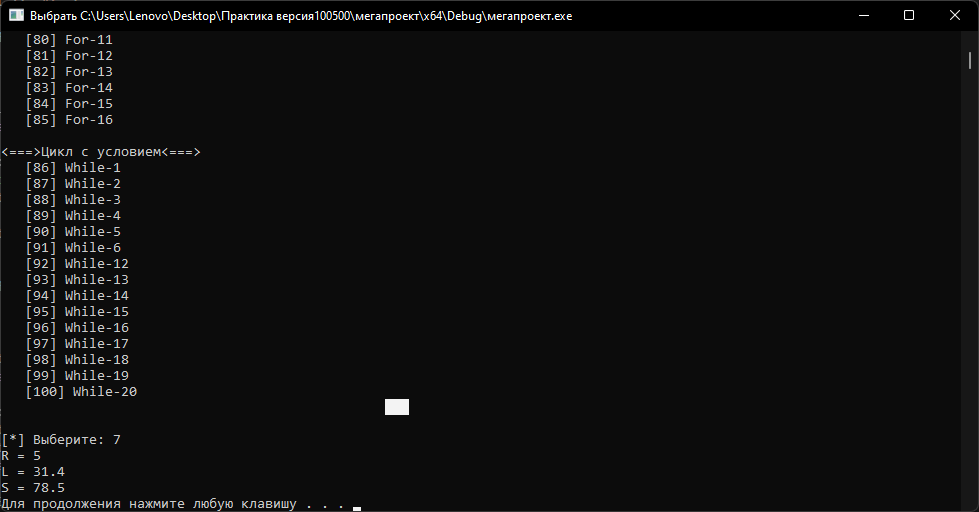 Выбрать C:\Users\Lenovo\Desktop\Практика версия100500\мегапроект\x64\Debug\мегапроект.exe
[80] For-11
[81] For-12
[82] For-13
[83] For-14
[84] For-15
[85] For-16
<===>Цикл с условием<===>
[86] While-1
[87] While-2
[88] While-3
[89] While-4
[90] While-5
[91] While-6
[92] While-12
[93] While-13
[94] While-14
[95] While-15
[96] While-16
[97] While-17
[98] While-18
[99] While-19
[100] While-20
[*] Выберите: 7
R = 5
L = 31.4
S = 78.5
Для продолжения нажмите любую клавишу . . .